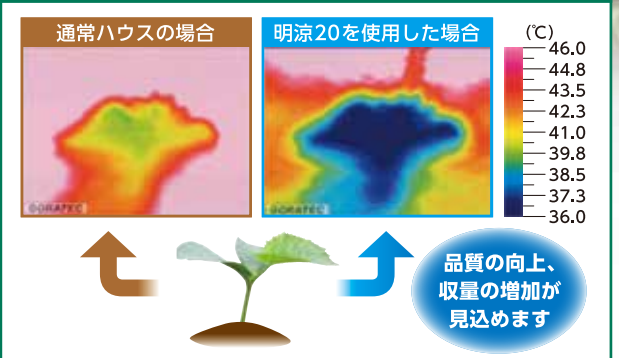 通常ハウスの場合
明涼20を使用した場合
(℃)
46.0
44.8
43.5
42.3
41.0
39.8
38.5
37.3
36.0
品質の向上、
収量の増加が
見込めます